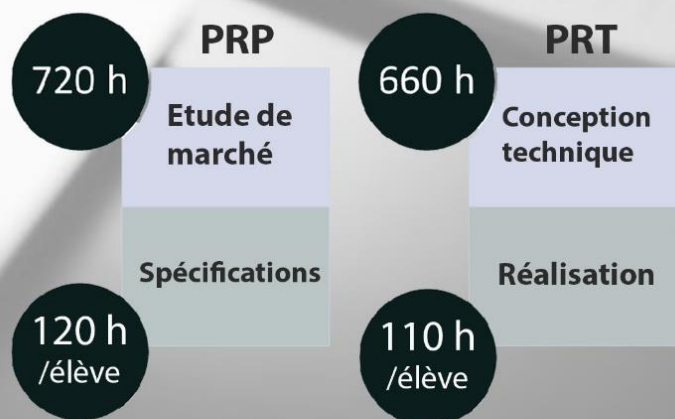 PRP
720 h
Etude de
marché
Spécifications
120 h
/élève
PRT
660 h
Conception
technique
Réalisation
110 h
/élève